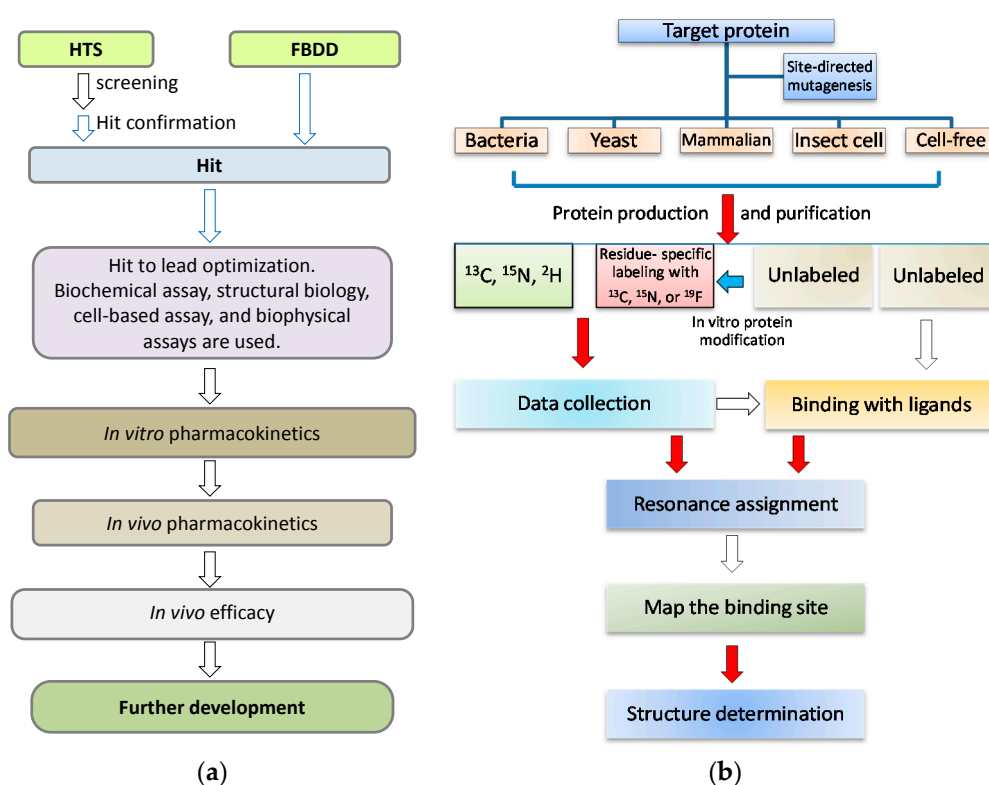 HTS
FBDD
screening
Hit confirmation
Hit
Hit to lead optimization.
Biochemical assay, structural biology,
cell-based assay, and biophysical
assays are used.
In vitro pharmacokinetics
In vivo pharmacokinetics
In vivo efficacy
Further development
(a)
Target protein
Site-directed
mutagenesis
Bacteria
Yeast
Mammalian
Insect cell
Cell-free
Protein production and purification
¹³C, ¹⁵N, ²H
Residue- specific
labeling with
¹³C, ¹⁵N, or ¹⁹F
Unlabeled
Unlabeled
In vitro protein
modification
Data collection
Binding with ligands
Resonance assignment
Map the binding site
Structure determination
(b)